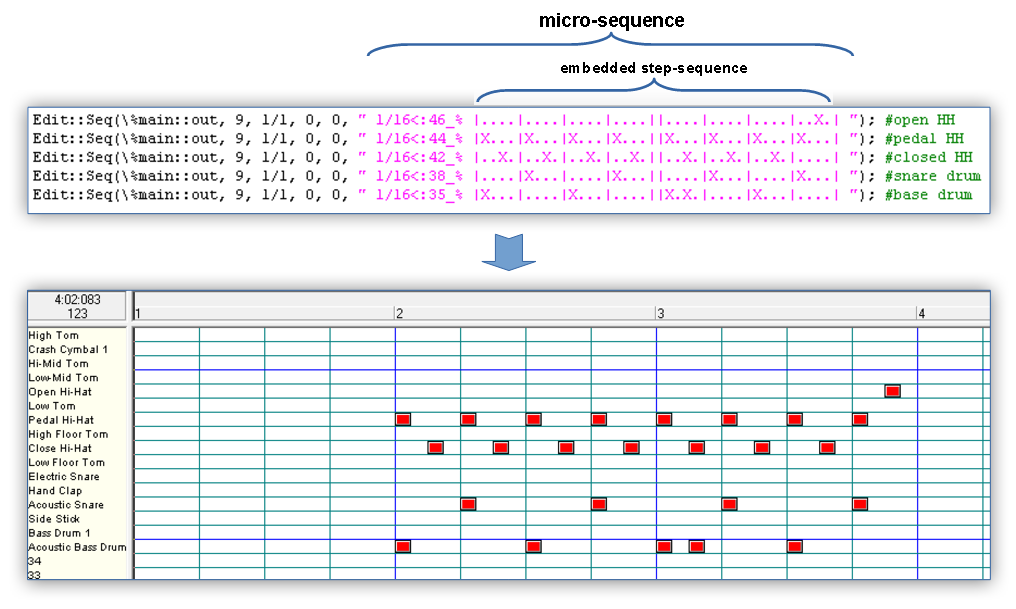 micro-sequence
embedded step-sequence
Edit::Seq(\%main::out, 9, 1/1, 0, 0, " 1/16<:46_% |....|....|....|....||....|....|....|..X.| "); #open HH
Edit::Seq(\%main::out, 9, 1/1, 0, 0, " 1/16<:44_% |X...|X...|X...|X...||X...|X...|X...|X...| "); #pedal HH
Edit::Seq(\%main::out, 9, 1/1, 0, 0, " 1/16<:42_% |..X.|..X.|..X.|..X.||..X.|..X.|..X.|....| "); #closed HH
Edit::Seq(\%main::out, 9, 1/1, 0, 0, " 1/16<:38_% |....|X...|....|X...||....|X...|....|X...| "); #snare drum
Edit::Seq(\%main::out, 9, 1/1, 0, 0, " 1/16<:35_% |X...|....|X...|....||X.X.|....|X...|....| "); #base drum
4:02:083
123
1 2 3 4
High Tom
Crash Cymbal 1
Hi-Mid Tom
Low-Mid Tom
Open Hi-Hat
Low Tom
Pedal Hi-Hat
High Floor Tom
Close Hi-Hat
Low Floor Tom
Electric Snare
Hand Clap
Acoustic Snare
Side Stick
Bass Drum 1
Acoustic Bass Drum
34
33